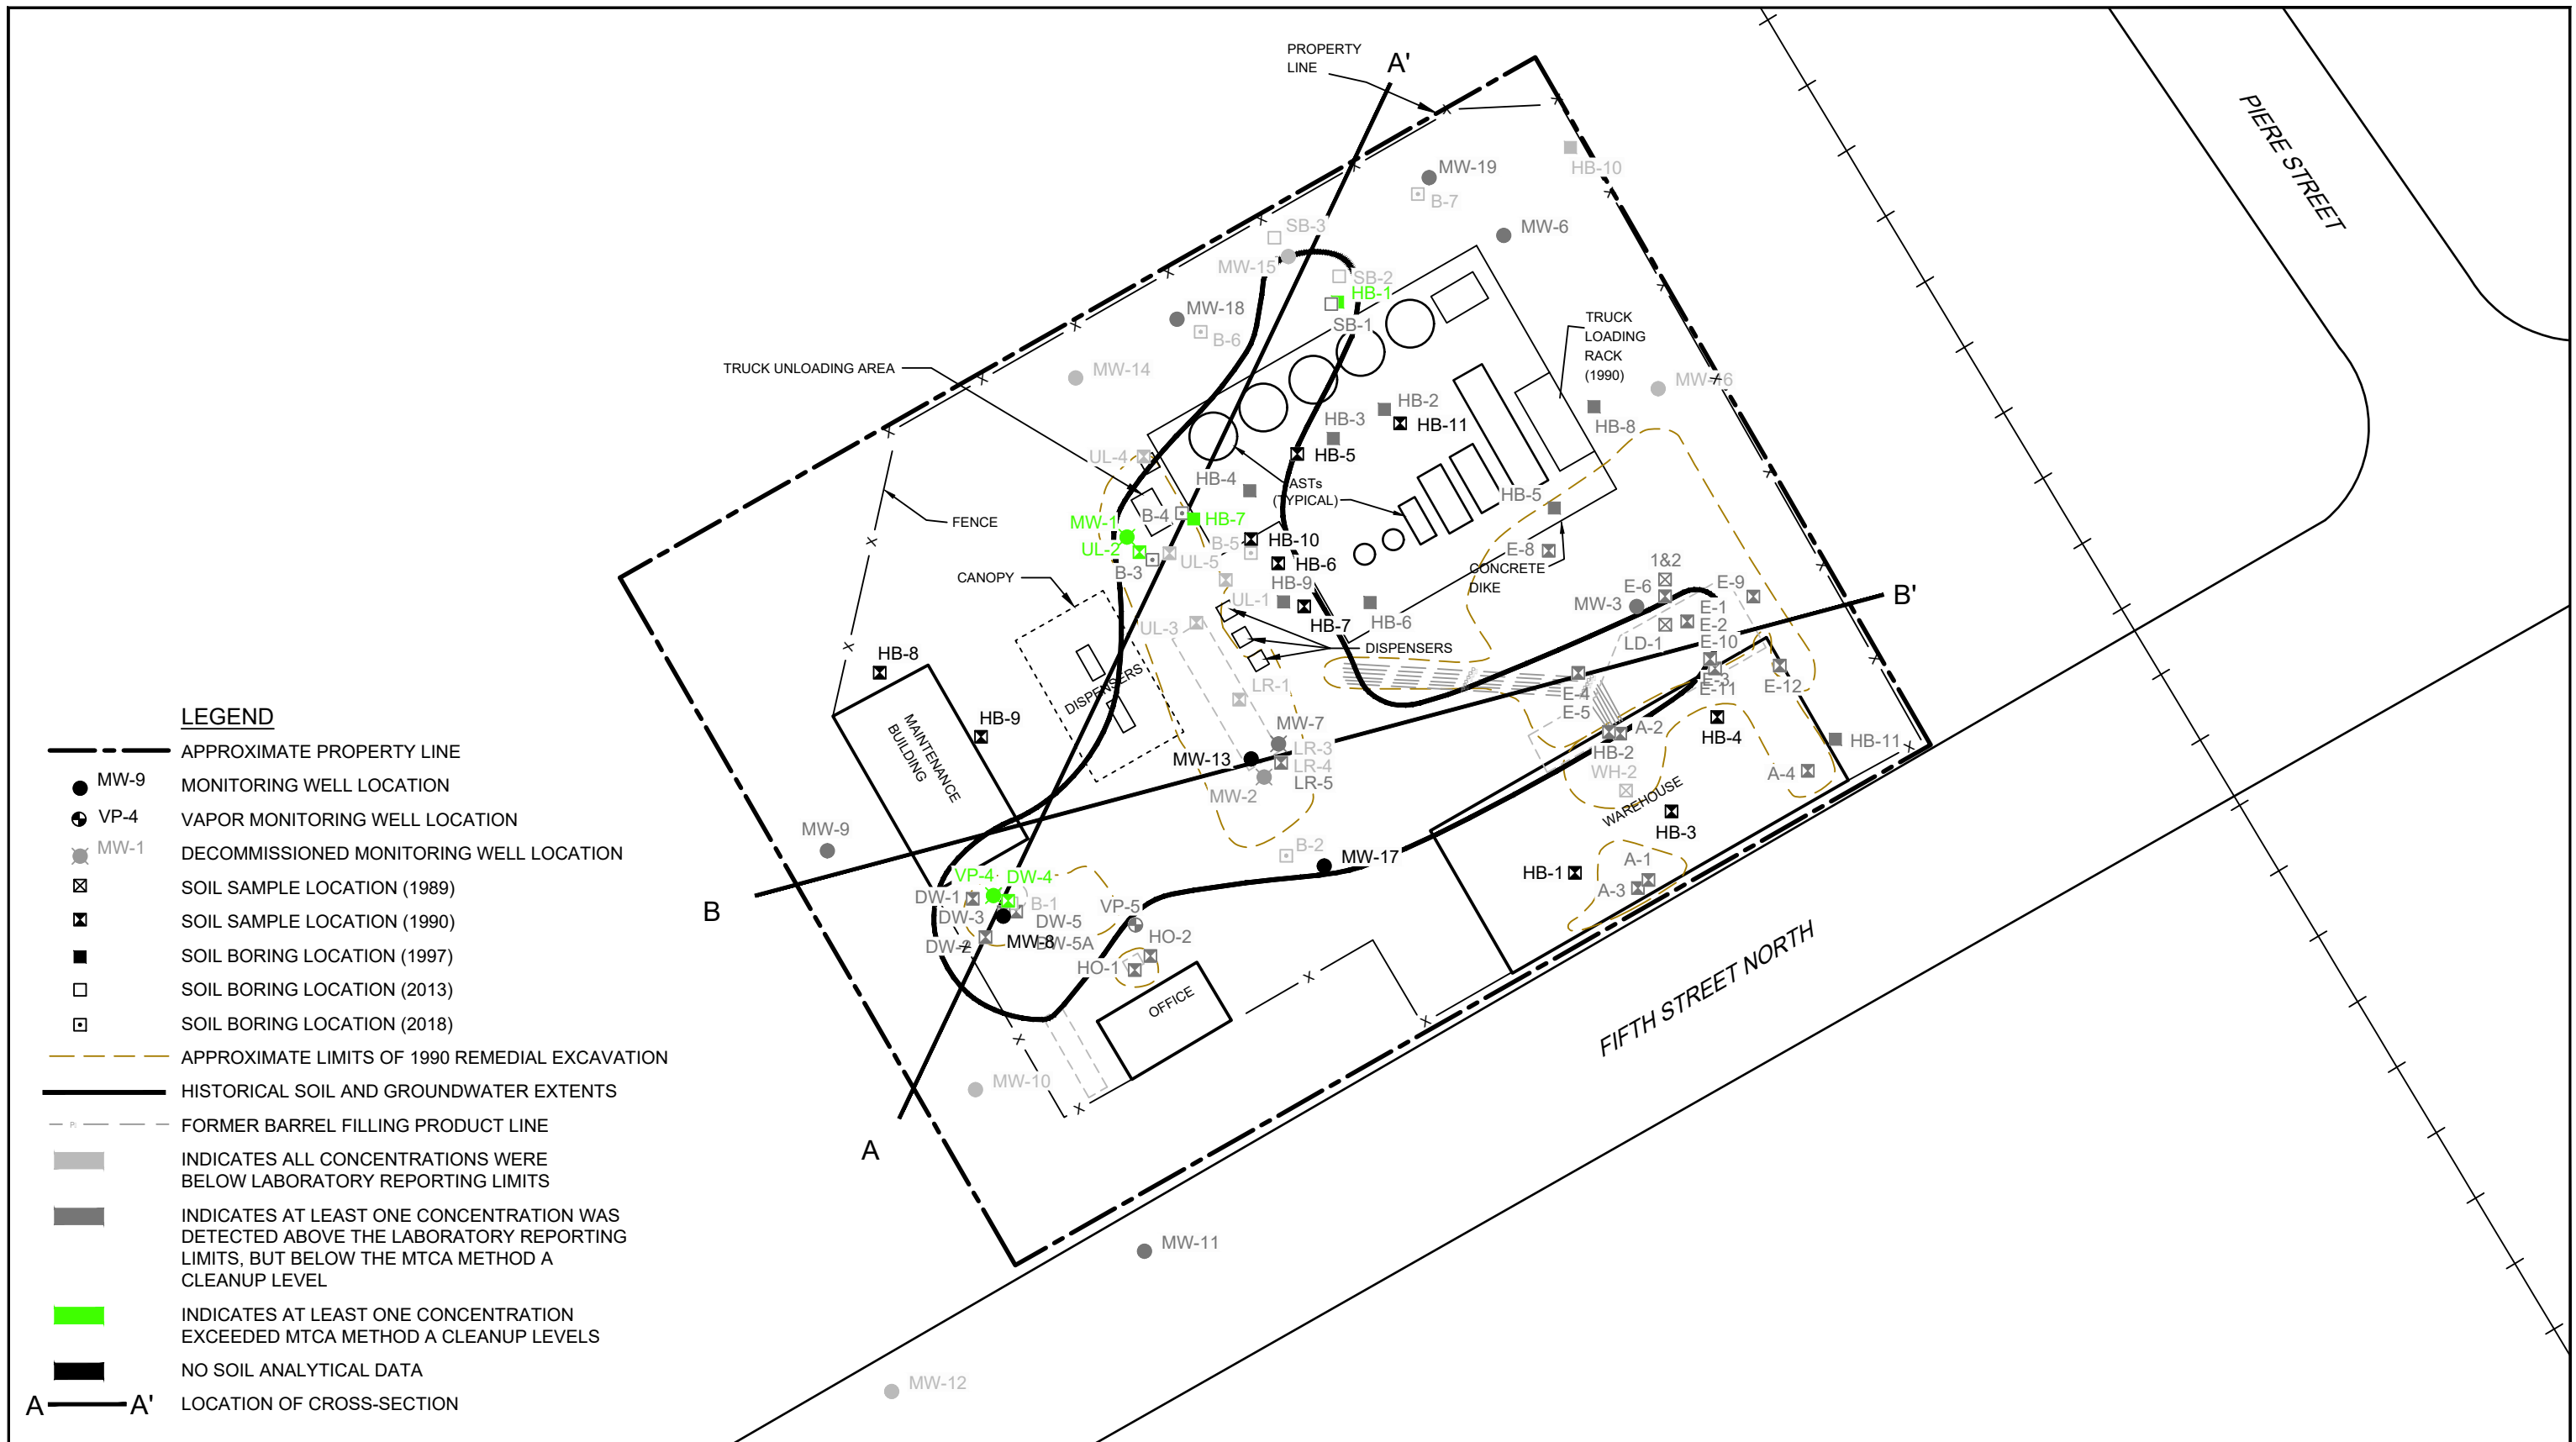 PROPERTY
LINE
A'
PIERE STREET
MW-19
HB-10
B-7
SB-3
MW-6
MW-15
SB-2
HB-1
MW-18
SB-1
B-6
TRUCK
LOADING
RACK
(1990)
TRUCK UNLOADING AREA
MW-14
MW-16
HB-2
HB-3
HB-11
HB-8
UL-4
HB-5
HB-4
ASTs
(TYPICAL)
HB-5
FENCE
MW-1
B-4
HB-7
UL-2
B-5
HB-10
E-8
B-3
UL-5
HB-6
1&2
CANOPY
CONCRETE
DIKE
HB-9
E-6
E-9
UL-1
MW-3
E-1
E-2
B'
UL-3
HB-7
HB-6
LD-1
E-10
DISPENSERS
HB-8
DISPENSERS
E-3
E-11
E-12
E-4
E-5
LR-1
MAINTENANCE
BUILDING
HB-9
MW-7
A-2
HB-4
HB-11
LR-3
MW-13
LR-4
HB-2
WH-2
A-4
MW-2
LR-5
WAREHOUSE
MW-9
HB-3
B-2
MW-17
A-1
HB-1
A-3
VP-4
DW-4
DW-1
B-1
VP-5
DW-3
DW-5
B
DW-2
MW-8
DW-5A
HO-2
HO-1
OFFICE
FIFTH STREET NORTH
MW-10
A
MW-11
MW-12
LEGEND
APPROXIMATE PROPERTY LINE
MW-9 MONITORING WELL LOCATION
VP-4 VAPOR MONITORING WELL LOCATION
MW-1 DECOMMISSIONED MONITORING WELL LOCATION
SOIL SAMPLE LOCATION (1989)
SOIL SAMPLE LOCATION (1990)
SOIL BORING LOCATION (1997)
SOIL BORING LOCATION (2013)
SOIL BORING LOCATION (2018)
APPROXIMATE LIMITS OF 1990 REMEDIAL EXCAVATION
HISTORICAL SOIL AND GROUNDWATER EXTENTS
FORMER BARREL FILLING PRODUCT LINE
INDICATES ALL CONCENTRATIONS WERE
BELOW LABORATORY REPORTING LIMITS
INDICATES AT LEAST ONE CONCENTRATION WAS
DETECTED ABOVE THE LABORATORY REPORTING
LIMITS, BUT BELOW THE MTCA METHOD A
CLEANUP LEVEL
INDICATES AT LEAST ONE CONCENTRATION
EXCEEDED MTCA METHOD A CLEANUP LEVELS
NO SOIL ANALYTICAL DATA
A A' LOCATION OF CROSS-SECTION